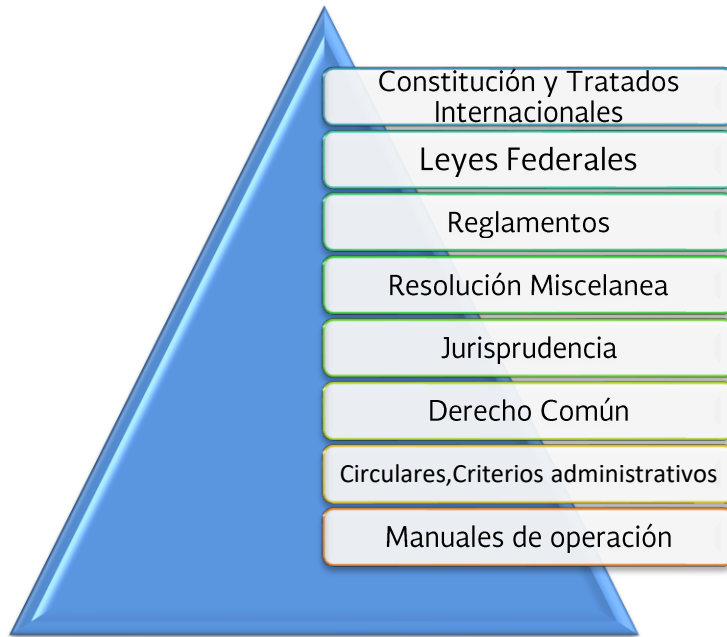 Constitución y Tratados
Internacionales
Leyes Federales
Reglamentos
Resolución Miscelanea
Jurisprudencia
Derecho Común
Circulares,Criterios administrativos
Manuales de operación